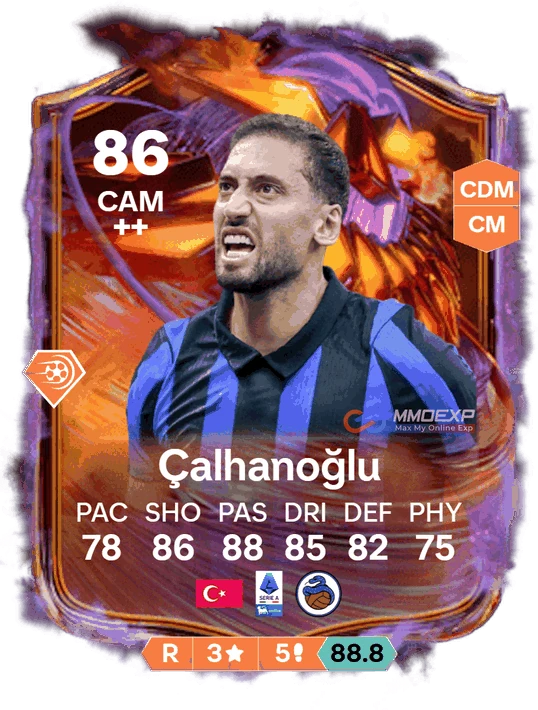 86
CAM
++
CDM
CM
MMOEXP
Max My Online Exp
Çalhanoğlu
PAC SHO PAS DRI DEF PHY
78 86 88 85 82 75
SERIE A
R 3★ 5 88.8